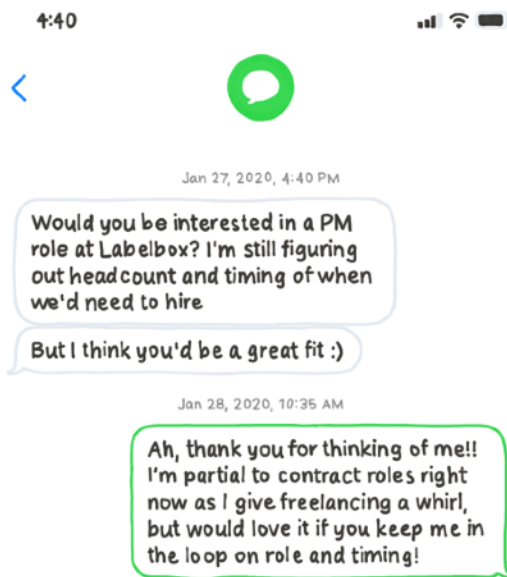 4:40
Jan 27, 2020, 4:40 PM
Would you be interested in a PM
role at Labelbox? I'm still figuring
out headcount and timing of when
we'd need to hire
But I think you'd be a great fit :)
Jan 28, 2020, 10:35 AM
Ah, thank you for thinking of me!!
I'm partial to contract roles right
now as I give freelancing a whirl,
but would love it if you keep me in
the loop on role and timing!